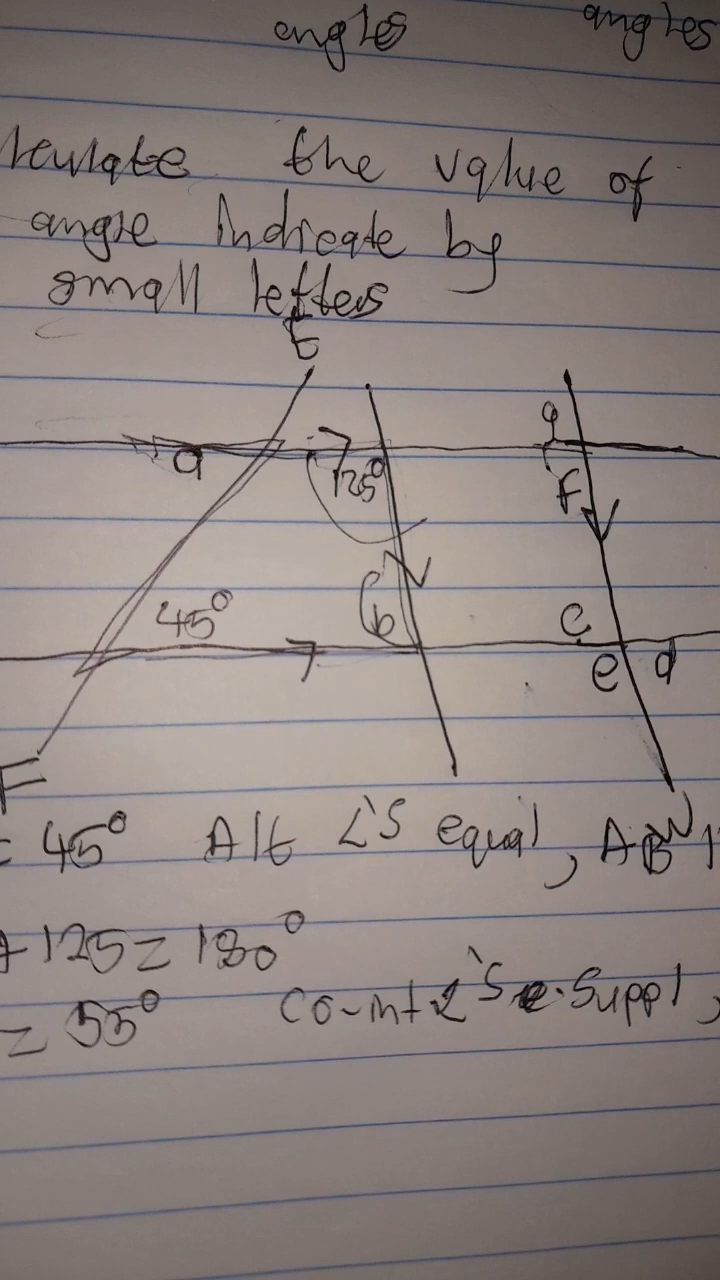 angles angles
the value of
angle Indicate by
small letters
E
g
a 125° f
45° b c
e d
F
= 45° Alt ∠'S equal, AB
+ 125 = 180°
= 55° Co-int ∠'S Suppl,